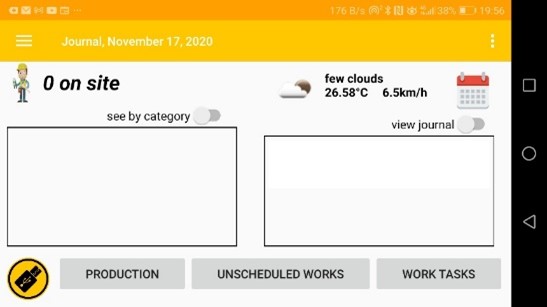 176 B/s 38% 19:56
Journal, November 17, 2020
0 on site
few clouds
26.58°C 6.5km/h
see by category
view journal
PRODUCTION
UNSCHEDULED WORKS
WORK TASKS